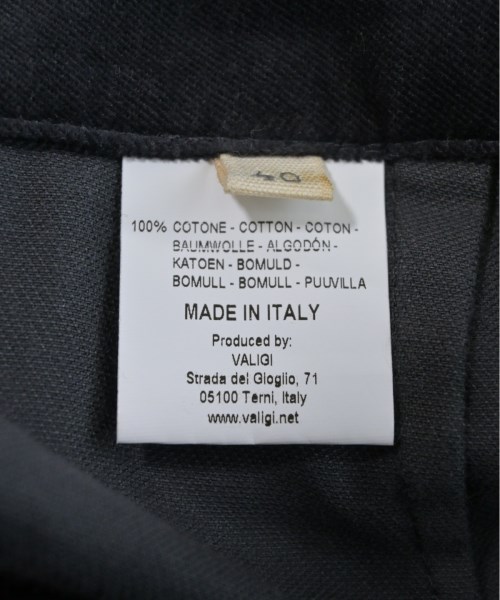 40
100% COTONE - COTTON - COTON -
BAUMWOLLE - ALGODÓN -
KATOEN - BOMULD -
BOMULL - BOMULL - PUUVILLA
MADE IN ITALY
Produced by:
VALIGI
Strada del Gioglio, 71
05100 Terni, Italy
www.valigi.net